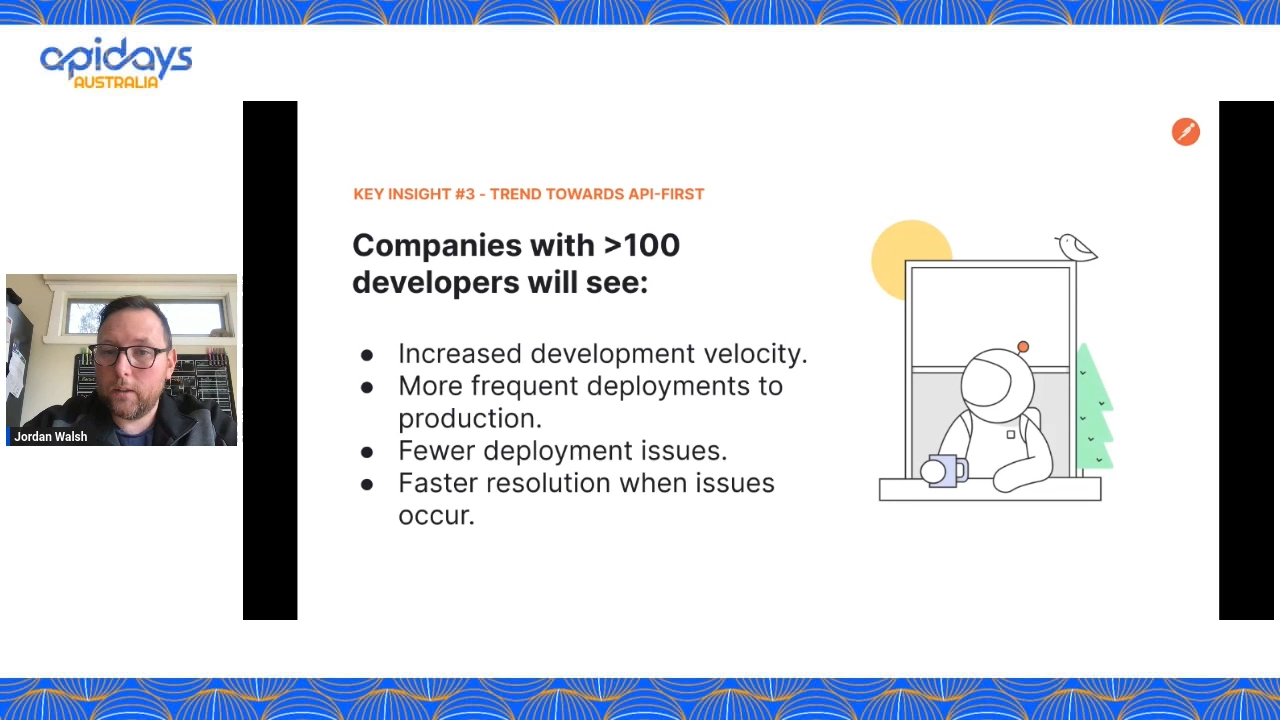 apidays
AUSTRALIA
KEY INSIGHT #3 - TREND TOWARDS API-FIRST
Companies with >100
developers will see:
● Increased development velocity.
● More frequent deployments to
production.
● Fewer deployment issues.
● Faster resolution when issues
occur.
Jordan Walsh